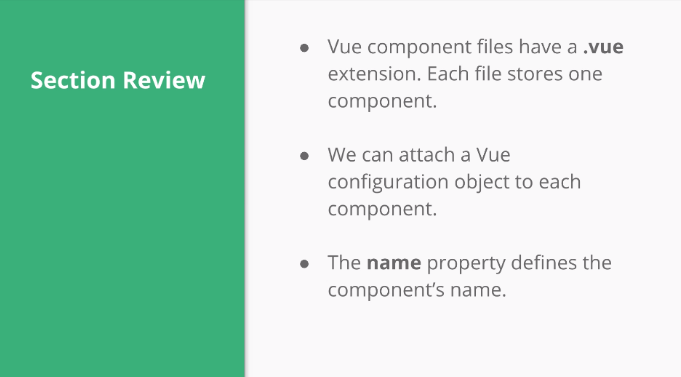 Section Review
● Vue component files have a .vue
extension. Each file stores one
component.
● We can attach a Vue
configuration object to each
component.
● The name property defines the
component’s name.